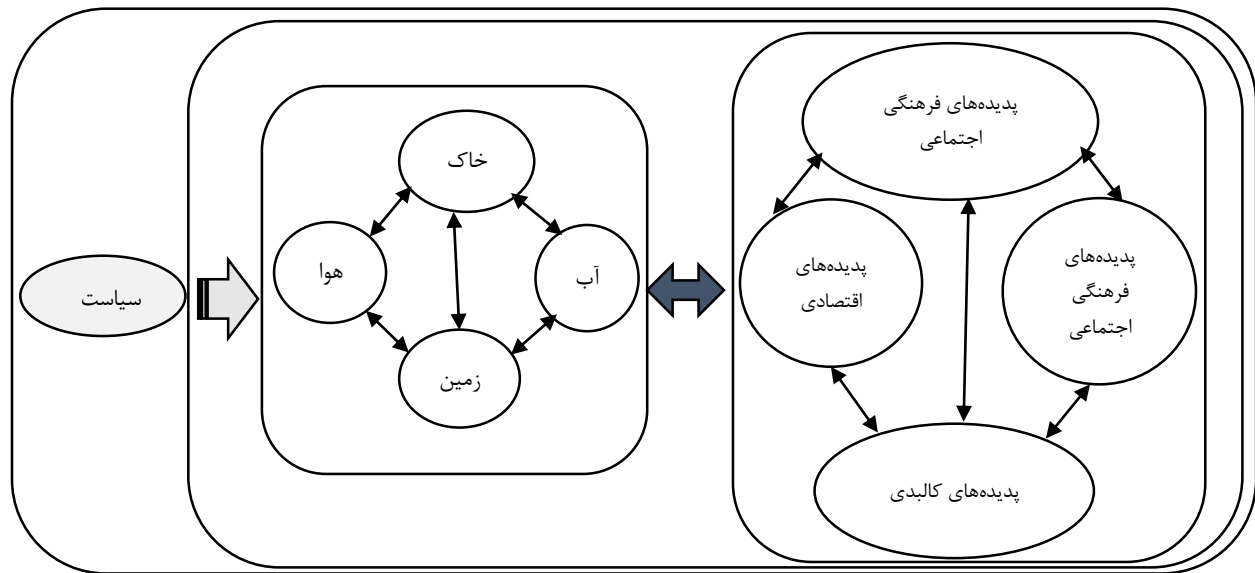 پدیده‌های فرهنگی
اجتماعی
پدیده‌های
فرهنگی
اجتماعی
پدیده‌های
اقتصادی
پدیده‌های کالبدی
خاک
آب
هوا
زمین
سیاست